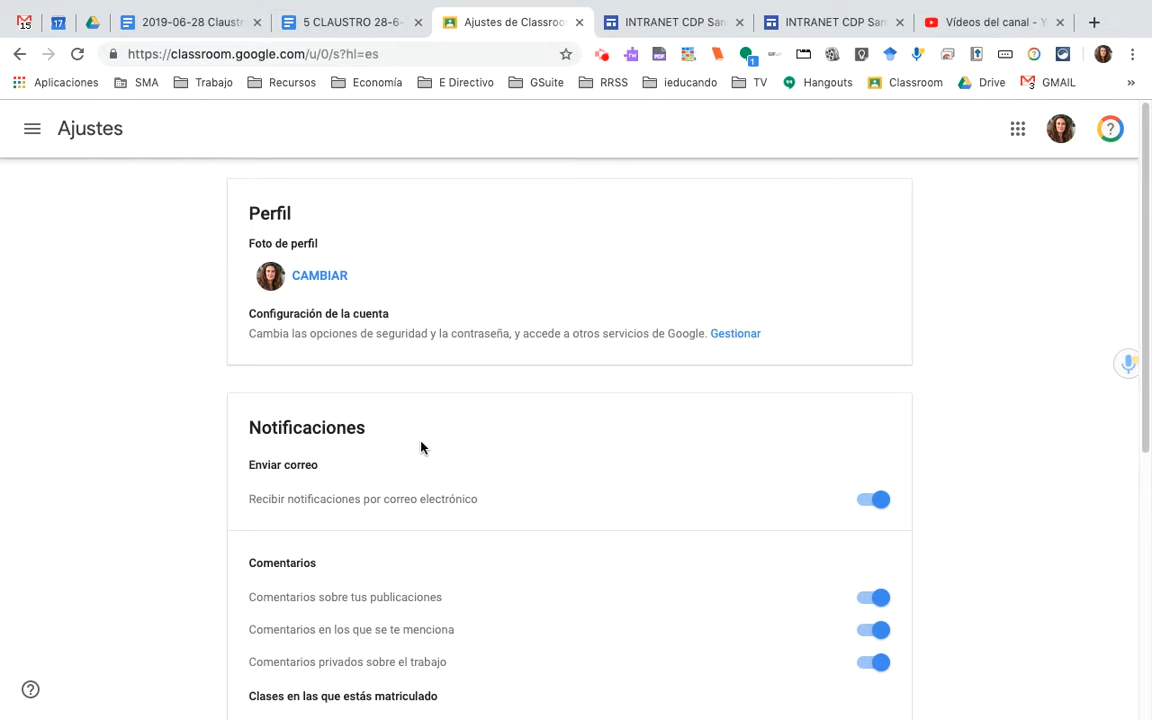 15
17
2019-06-28 Claustr
5 CLAUSTRO 28-6-
Ajustes de Classroo
INTRANET CDP San
INTRANET CDP San
Vídeos del canal - Y
https://classroom.google.com/u/0/s?hl=es
1
Aplicaciones
SMA
Trabajo
Recursos
Economía
E Directivo
GSuite
RRSS
ieducando
TV
Hangouts
Classroom
Drive
3
GMAIL
»
Ajustes
?
Perfil
Foto de perfil
CAMBIAR
Configuración de la cuenta
Cambia las opciones de seguridad y la contraseña, y accede a otros servicios de Google. Gestionar
Notificaciones
Enviar correo
Recibir notificaciones por correo electrónico
Comentarios
Comentarios sobre tus publicaciones
Comentarios en los que se te menciona
Comentarios privados sobre el trabajo
Clases en las que estás matriculado
?